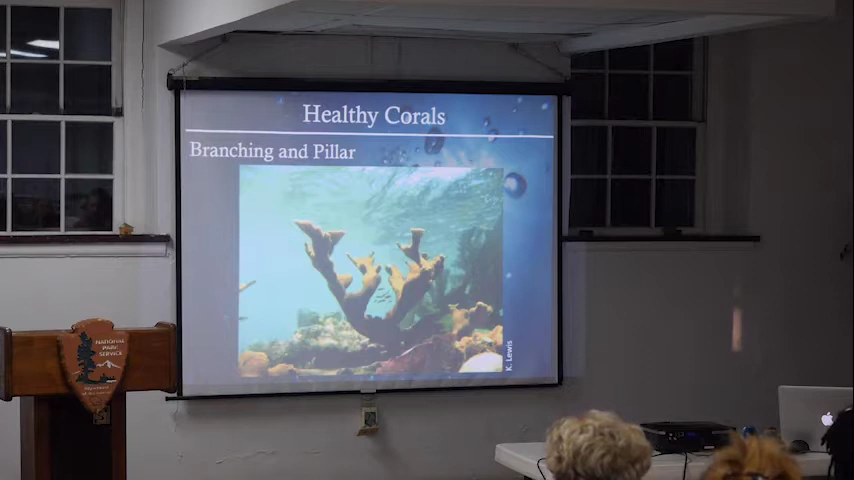 Healthy Corals
Branching and Pillar
K. Lewis
NATIONAL
PARK
SERVICE